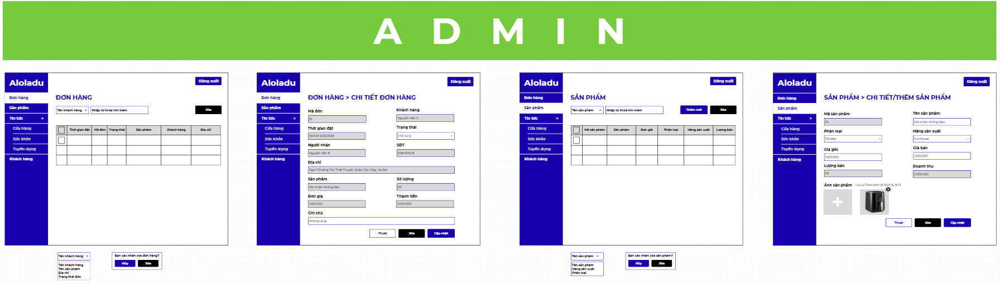 ADMIN
Aloladu
Đăng xuất
Đơn hàng
Sản phẩm
Tin tức >
Cửa hàng
Sức khỏe
Tuyển dụng
Khách hàng
ĐƠN HÀNG
Tên khách hàng > Nhập từ khóa tìm kiếm Xóa
Thời gian đặt Mã đơn Trạng thái Sản phẩm Khách hàng Địa chỉ
Tên khách hàng >
Tên khách hàng
Tên sản phẩm
Địa chỉ
Trạng thái đơn
Bạn xác nhận xóa đơn hàng?
Hủy Xóa
Aloladu
Đăng xuất
Đơn hàng
Sản phẩm
Tin tức >
Cửa hàng
Sức khỏe
Tuyển dụng
Khách hàng
ĐƠN HÀNG > CHI TIẾT ĐƠN HÀNG
Mã đơn Khách hàng
01 Nguyễn Văn A
Thời gian đặt Trạng thái
12:01:01 12/12/2025 Chờ xử lý >
Người nhận SĐT
Nguyễn Văn B 038497548
Địa chỉ
Ngõ 3 Đường Tôn Thất Thuyết, Quận Cầu Giấy, Hà Nội
Sản phẩm Số lượng
Nồi chiên không dầu 02
Đơn giá Thành tiền
1.500.000 3.000.000
Ghi chú
Không có gì
Thoát Xóa Cập nhật
Aloladu
Đăng xuất
Đơn hàng
Sản phẩm
Tin tức >
Cửa hàng
Sức khỏe
Tuyển dụng
Khách hàng
SẢN PHẨM
Tên sản phẩm > Nhập từ khóa tìm kiếm Thêm mới Xóa
Mã sản phẩm Sản phẩm Đơn giá Phân loại Hãng sản xuất Lượng bán
Tên sản phẩm >
Tên sản phẩm
Hãng sản xuất
Phân loại
Bạn xác nhận xóa sản phẩm?
Hủy Xóa
Aloladu
Đăng xuất
Đơn hàng
Sản phẩm
Tin tức >
Cửa hàng
Sức khỏe
Tuyển dụng
Khách hàng
SẢN PHẨM > CHI TIẾT/THÊM SẢN PHẨM
Mã sản phẩm Tên sản phẩm
01 Nồi chiên không dầu
Phân loại Hãng sản xuất
Đồ bếp > Sunhouse >
Giá gốc Giá bán
1.500.000 1.500.000
Lượng bán Doanh thu
02 3.000.000
Ảnh sản phẩm Lưu ý: Chọn ảnh có kích tỷ lệ 1:1
Thoát Xóa Cập nhật